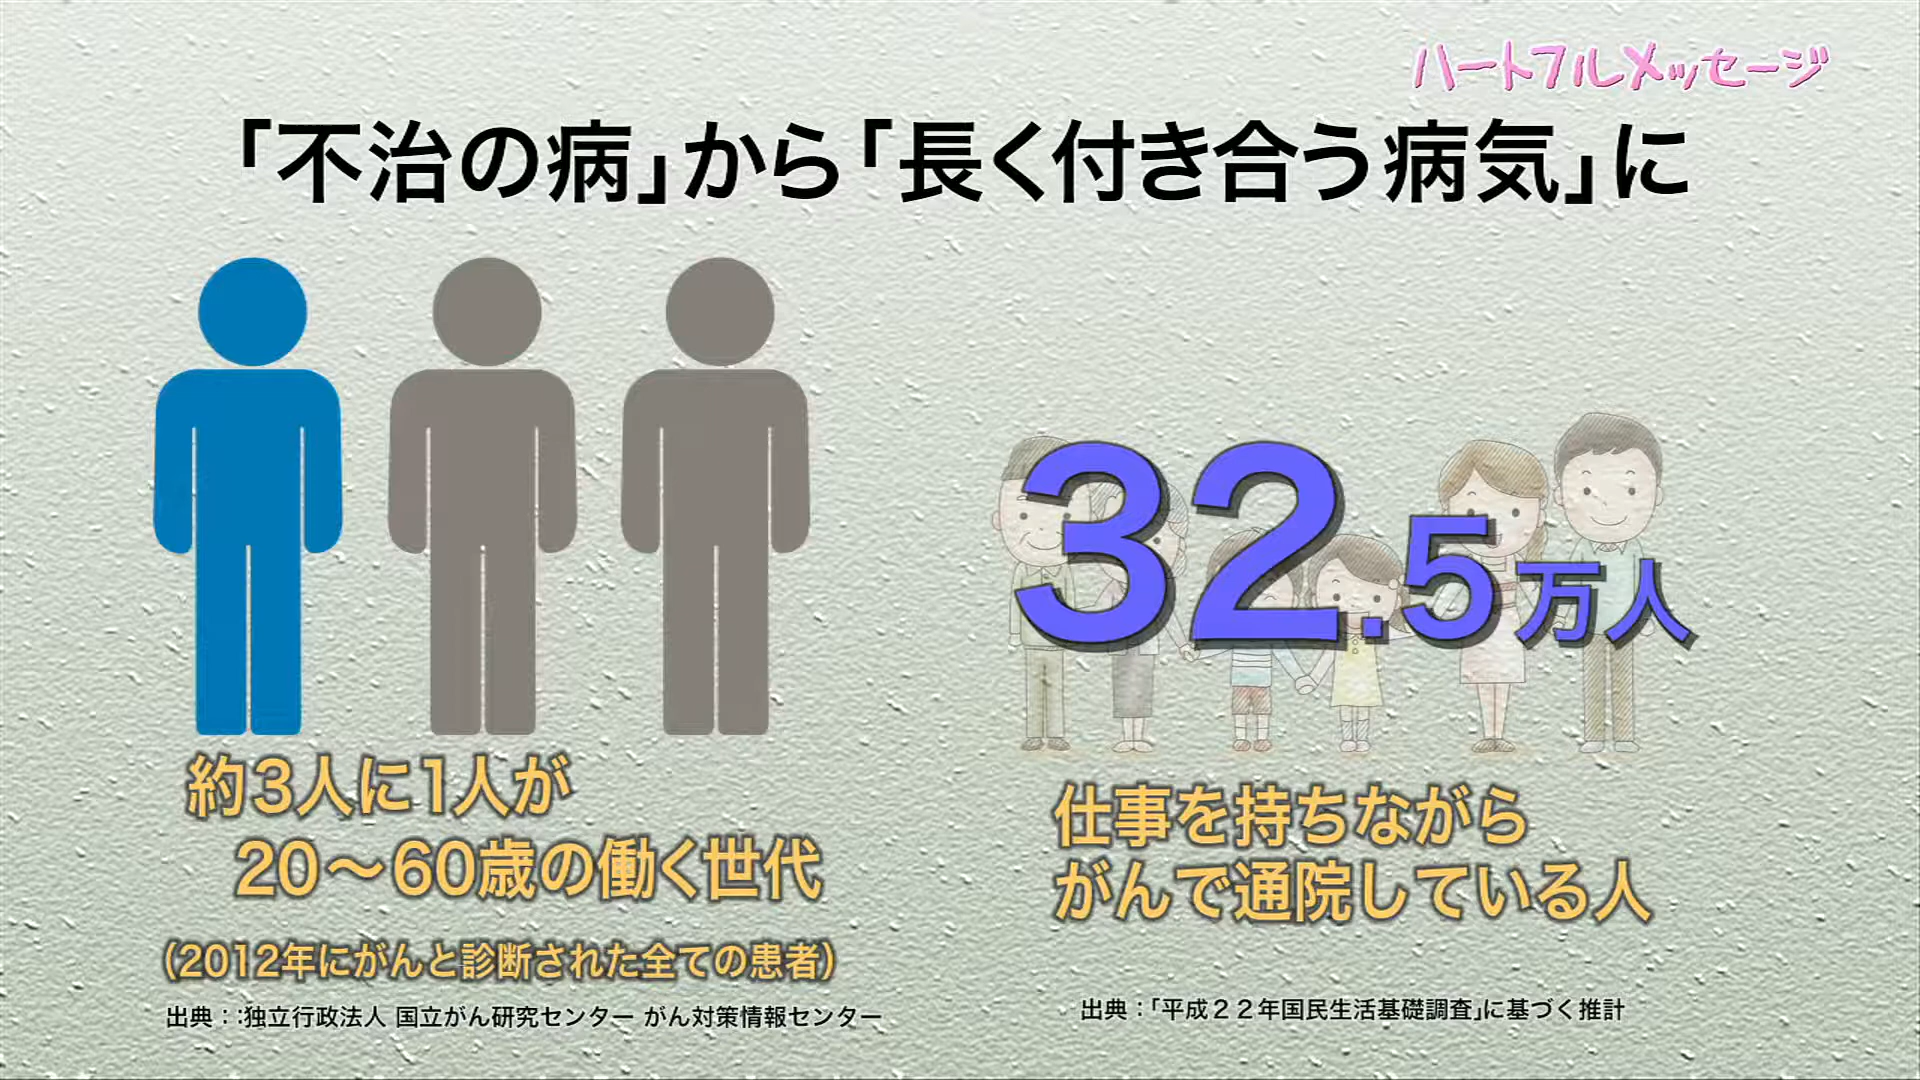 ハートフルメッセージ
「不治の病」から「長く付き合う病気」に
32.5万人
約3人に1人が
20～60歳の働く世代
（2012年にがんと診断された全ての患者）
出典：:独立行政法人 国立がん研究センター がん対策情報センター
仕事を持ちながら
がんで通院している人
出典：「平成２２年国民生活基礎調査」に基づく推計